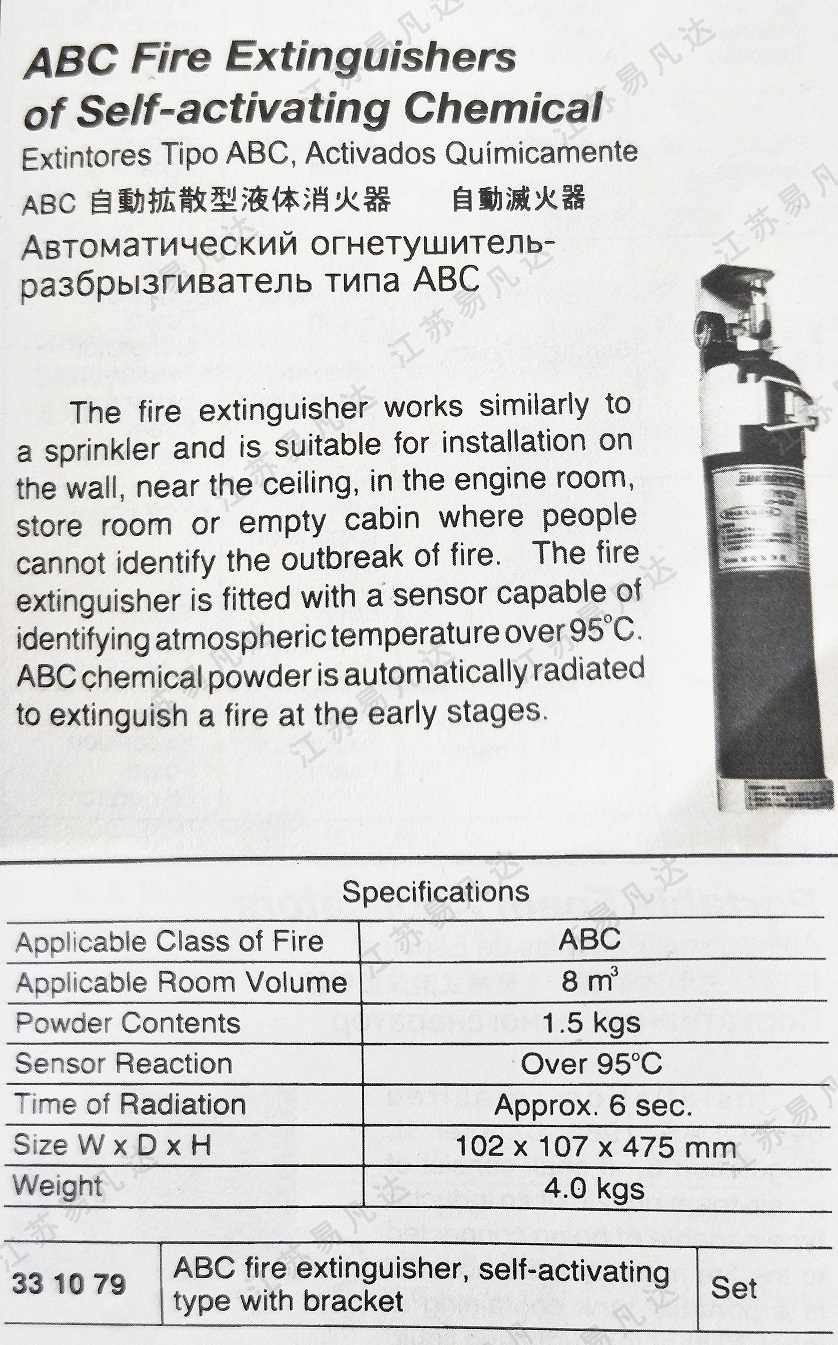 ABC Fire Extinguishers
of Self-activating Chemical
Extintores Tipo ABC, Activados Químicamente
ABC 自動拡散型液体消火器 自動滅火器
Автоматический огнетушитель-
разбрызгиватель типа ABC
The fire extinguisher works similarly to
a sprinkler and is suitable for installation on
the wall, near the ceiling, in the engine room,
store room or empty cabin where people
cannot identify the outbreak of fire. The fire
extinguisher is fitted with a sensor capable of
identifying atmospheric temperature over 95°C.
ABC chemical powder is automatically radiated
to extinguish a fire at the early stages.
Specifications
Applicable Class of Fire ABC
Applicable Room Volume 8 m³
Powder Contents 1.5 kgs
Sensor Reaction Over 95°C
Time of Radiation Approx. 6 sec.
Size W x D x H 102 x 107 x 475 mm
Weight 4.0 kgs
33 10 79 ABC fire extinguisher, self-activating Set
type with bracket
江苏易凡达